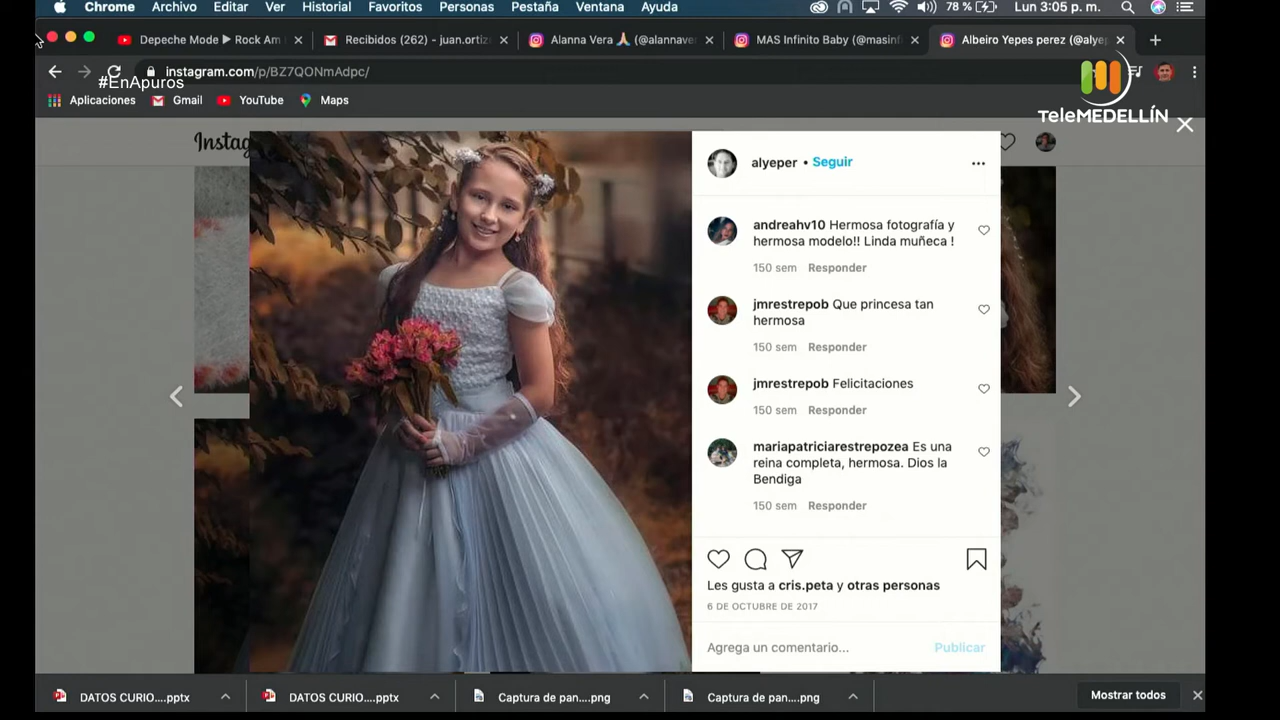 Chrome Archivo Editar Ver Historial Favoritos Personas Pestaña Ventana Ayuda 78 % Lun 3:05 p. m.
Depeche Mode ▶ Rock Am Recibidos (262) - juan.ortiz Alanna Vera 🙏 (@alannaver MAS Infinito Baby (@masinf Albeiro Yepes perez (@alyep
instagram.com/p/BZ7QONmAdpc/
#EnApuros
Aplicaciones Gmail YouTube Maps
TeleMEDELLÍN
Instag
alyeper • Seguir
andreahv10 Hermosa fotografía y
hermosa modelo!! Linda muñeca !
150 sem Responder
jmrestrepob Que princesa tan
hermosa
150 sem Responder
jmrestrepob Felicitaciones
150 sem Responder
mariapatriciarestrepozea Es una
reina completa, hermosa. Dios la
Bendiga
150 sem Responder
Les gusta a cris.peta y otras personas
6 DE OCTUBRE DE 2017
Agrega un comentario... Publicar
DATOS CURIO....pptx DATOS CURIO....pptx Captura de pan....png Captura de pan....png Mostrar todos